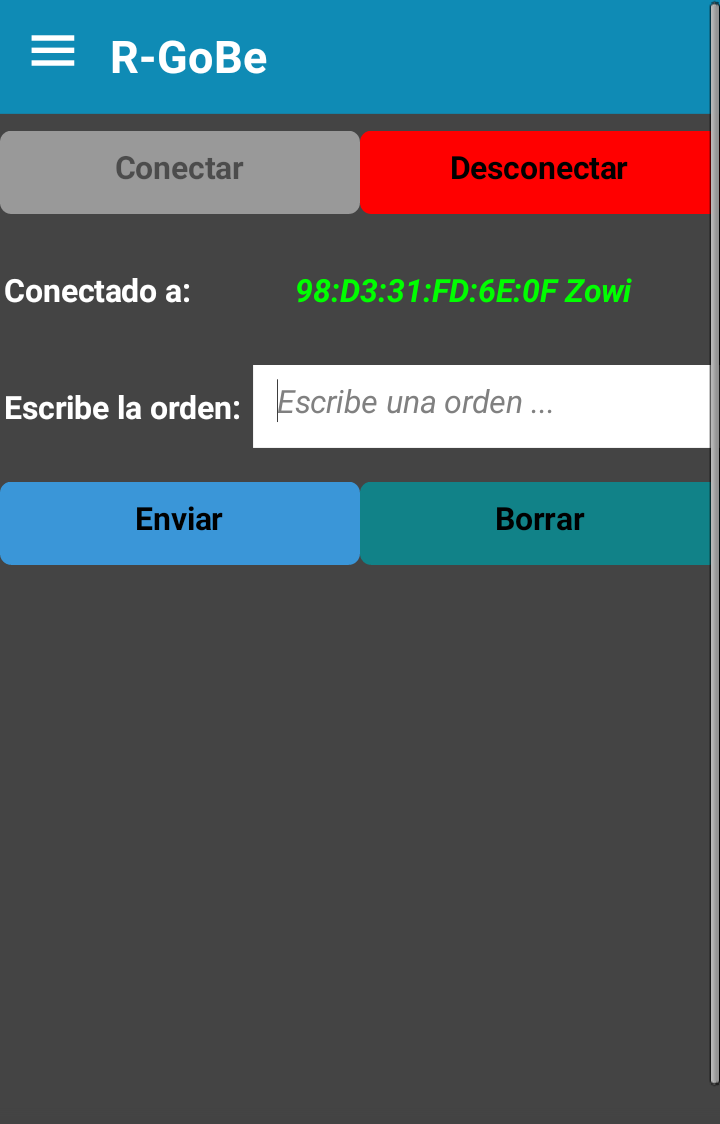 R-GoBe
Conectar Desconectar
Conectado a: 98:D3:31:FD:6E:0F Zowi
Escribe la orden: Escribe una orden ...
Enviar Borrar